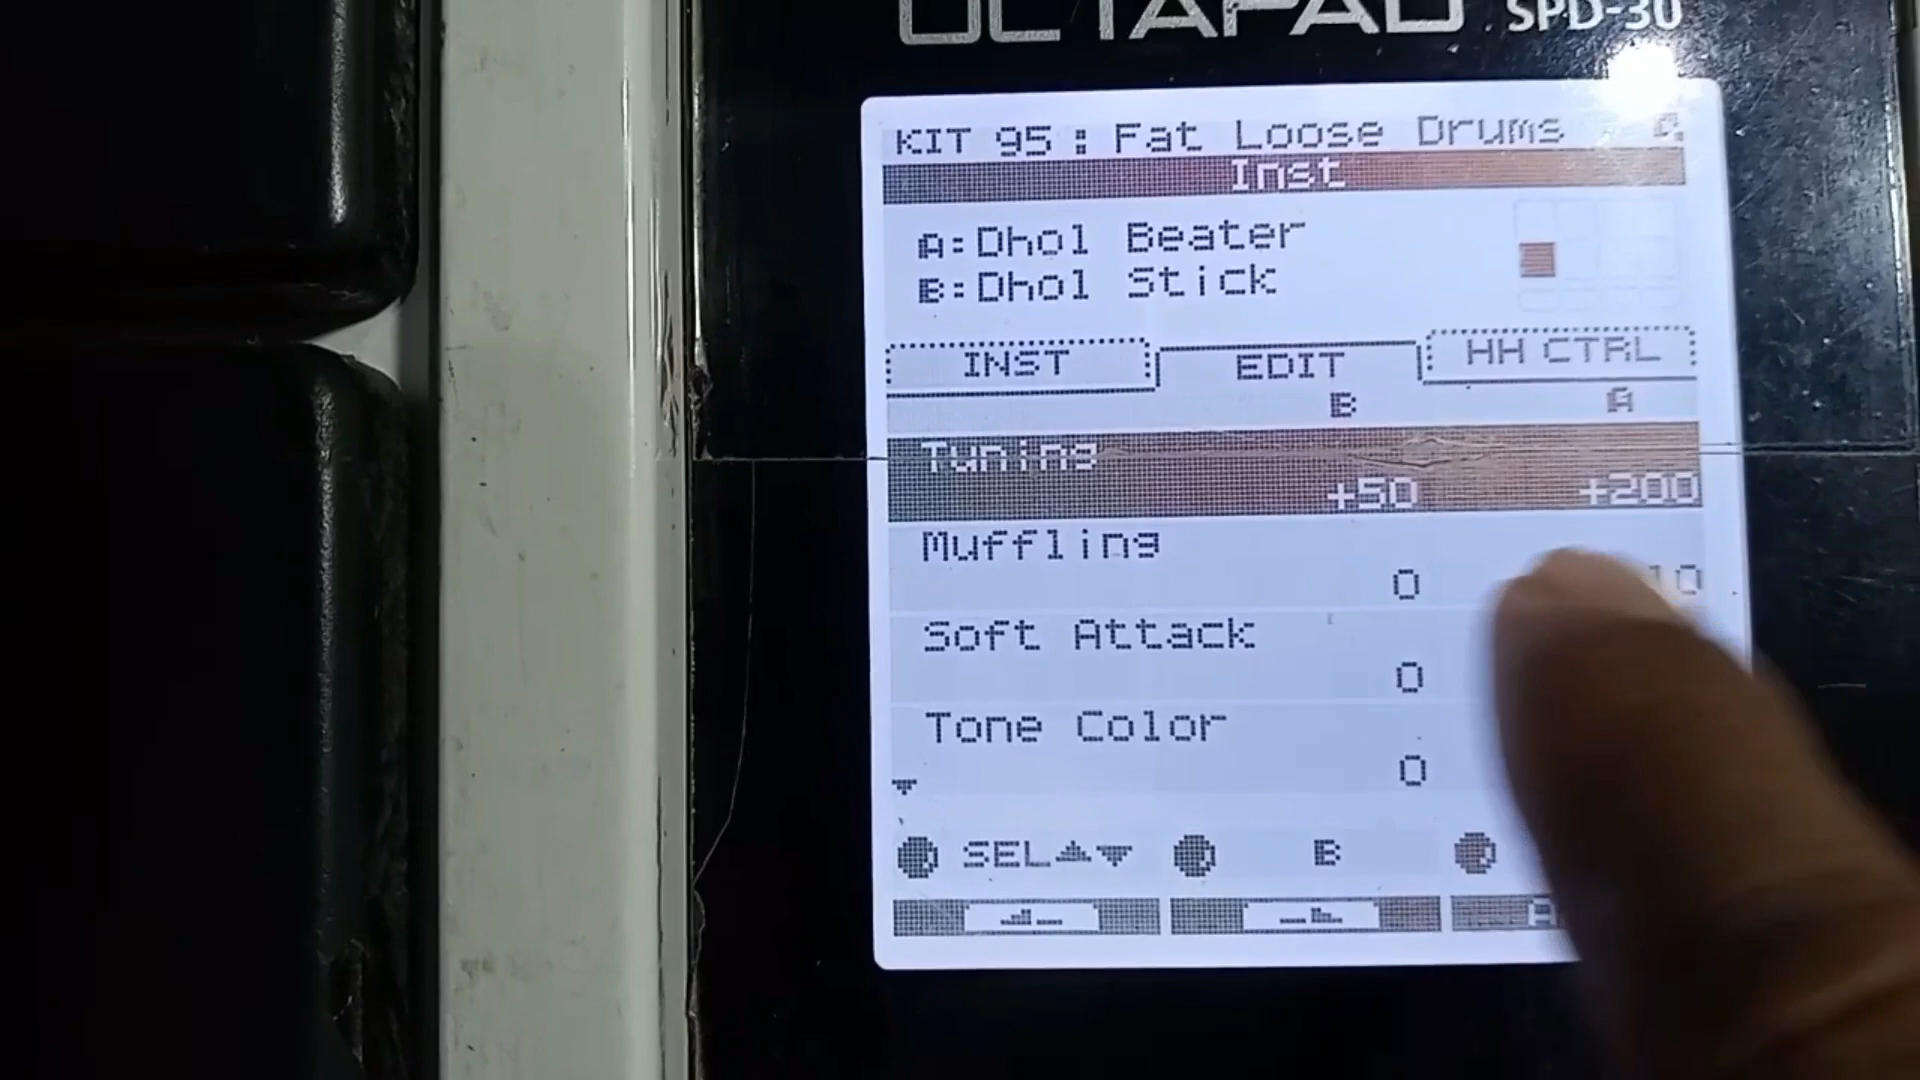 OCTAPAD SPD-30
KIT 95: Fat Loose Drums
Inst
A:Dhol Beater
B:Dhol Stick
INST EDIT HH CTRL
B A
Tuning
+50 +200
Muffling
0
Soft Attack
0
Tone Color
0
SEL▲▼ B